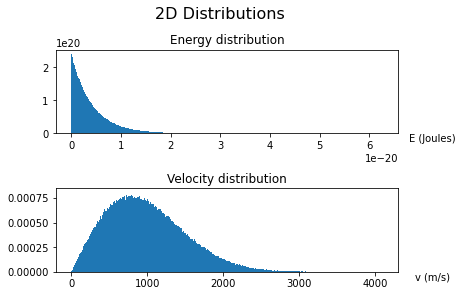 2D Distributions
Energy distribution
1e20
2
1
0
0 1 2 3 4 5 6
1e−20
E (Joules)
Velocity distribution
0.00075
0.00050
0.00025
0.00000
0 1000 2000 3000 4000
v (m/s)